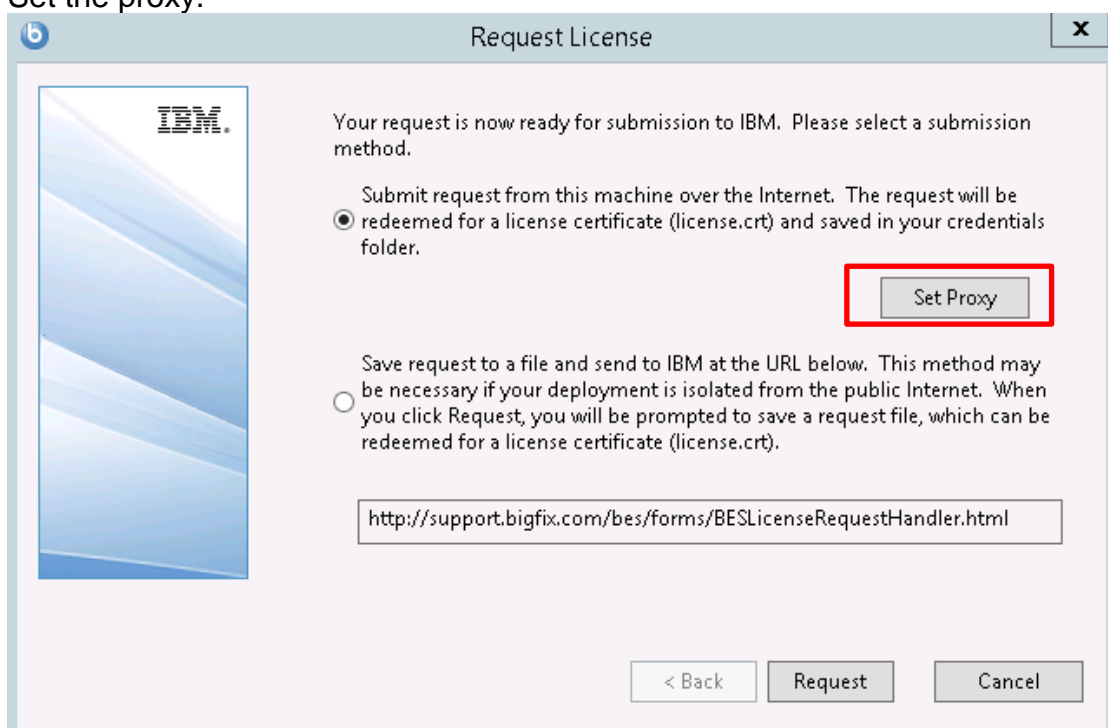 Set the proxy.
Request License
x
IBM.
Your request is now ready for submission to IBM. Please select a submission
method.
Submit request from this machine over the Internet. The request will be
redeemed for a license certificate (license.crt) and saved in your credentials
folder.
Set Proxy
Save request to a file and send to IBM at the URL below. This method may
be necessary if your deployment is isolated from the public Internet. When
you click Request, you will be prompted to save a request file, which can be
redeemed for a license certificate (license.crt).
http://support.bigfix.com/bes/forms/BESLicenseRequestHandler.html
< Back
Request
Cancel